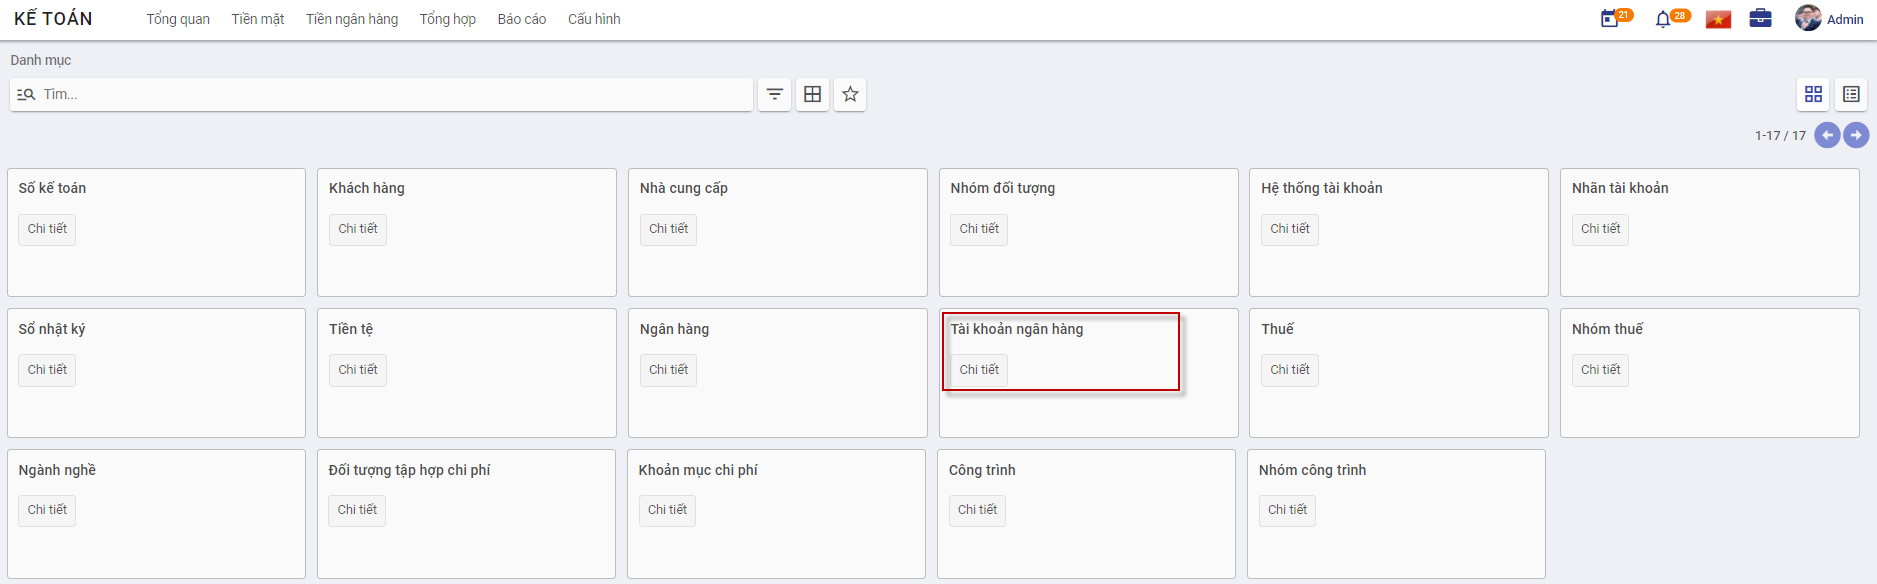 KẾ TOÁN Tổng quan Tiền mặt Tiền ngân hàng Tổng hợp Báo cáo Cấu hình 21 28 Admin
Danh mục
Tìm...
1-17 / 17
Số kế toán Khách hàng Nhà cung cấp Nhóm đối tượng Hệ thống tài khoản Nhãn tài khoản
Chi tiết Chi tiết Chi tiết Chi tiết Chi tiết Chi tiết
Sổ nhật ký Tiền tệ Ngân hàng Tài khoản ngân hàng Thuế Nhóm thuế
Chi tiết Chi tiết Chi tiết Chi tiết Chi tiết Chi tiết
Ngành nghề Đối tượng tập hợp chi phí Khoản mục chi phí Công trình Nhóm công trình
Chi tiết Chi tiết Chi tiết Chi tiết Chi tiết